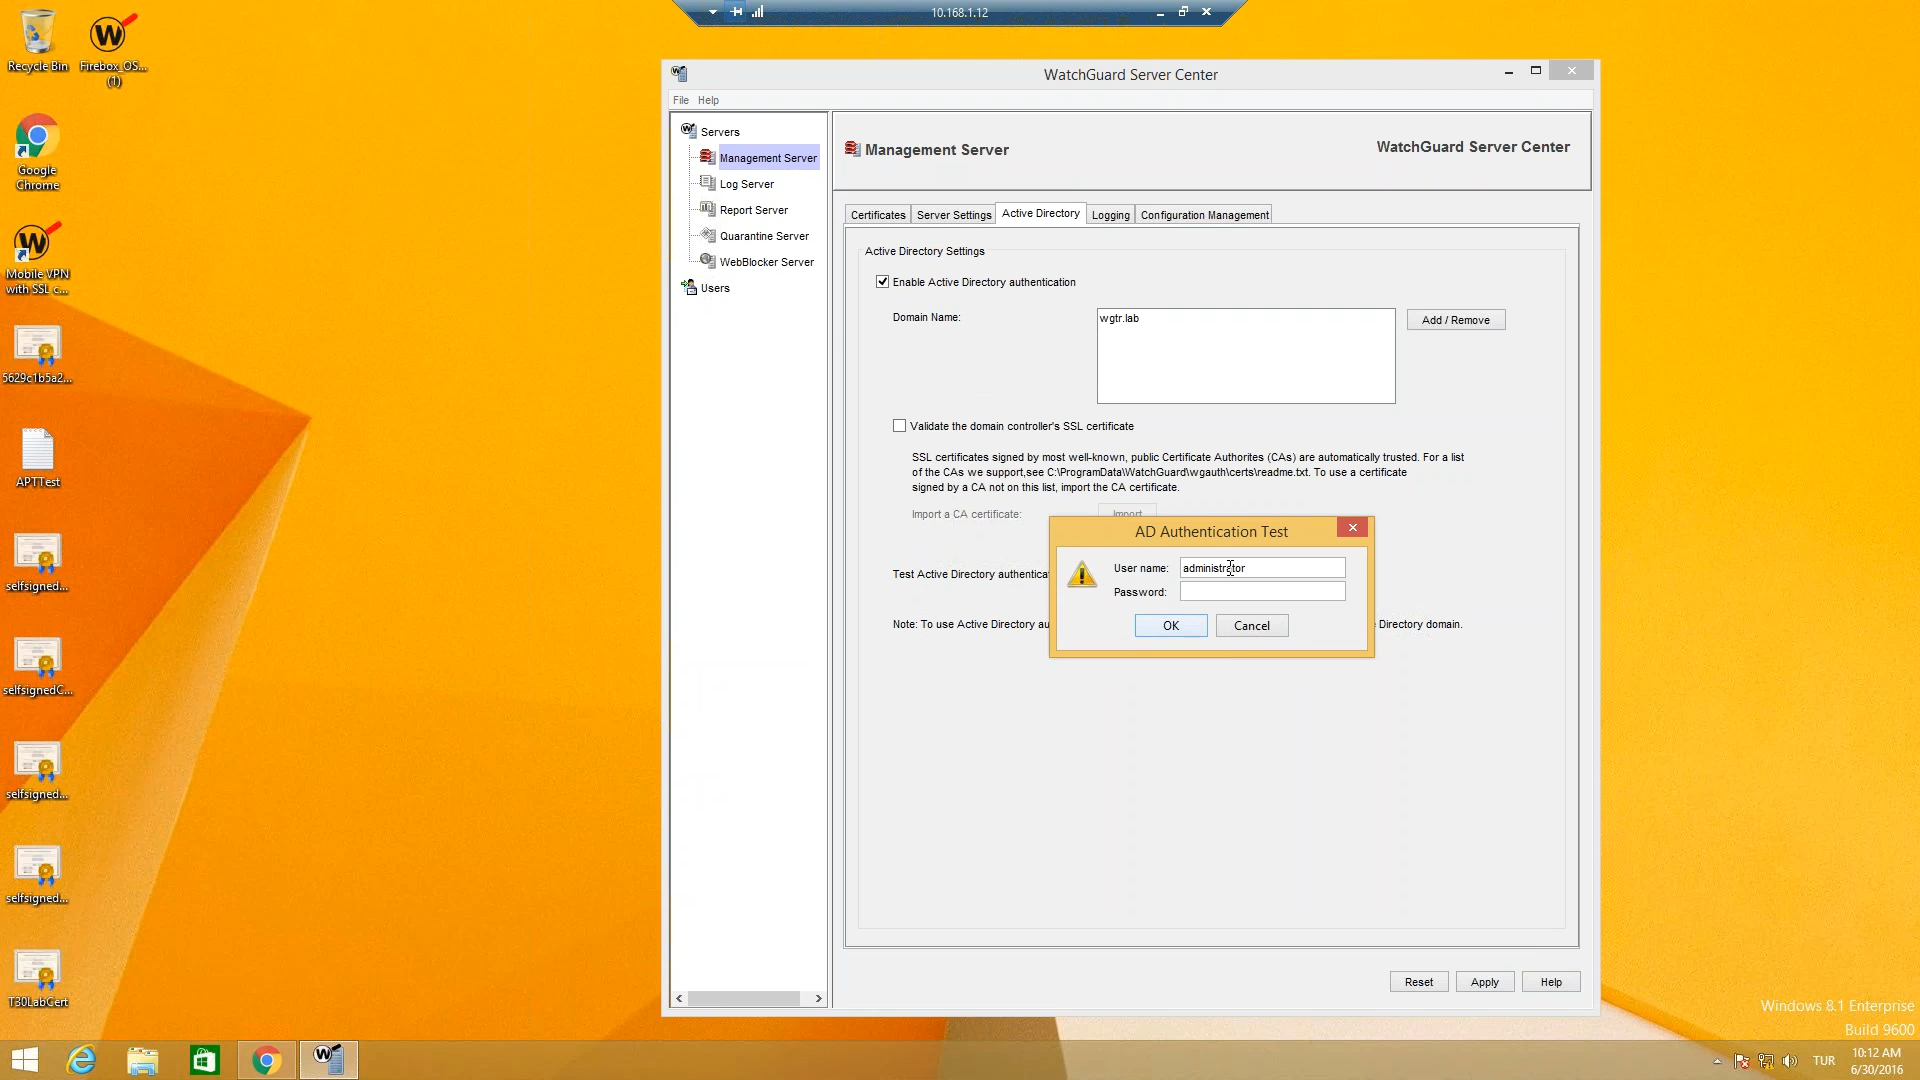 10.168.1.12
Recycle Bin
Firebox_OS...
(1)
Google
Chrome
Mobile VPN
with SSL c...
5629c1b5a2...
APTTest
selfsigned...
selfsignedC...
selfsigned...
selfsigned...
T30LabCert
WatchGuard Server Center
File Help
Servers
Management Server
Log Server
Report Server
Quarantine Server
WebBlocker Server
Users
Management Server
WatchGuard Server Center
Certificates
Server Settings
Active Directory
Logging
Configuration Management
Active Directory Settings
Enable Active Directory authentication
Domain Name:
wgtr.lab
Add / Remove
Validate the domain controller's SSL certificate
SSL certificates signed by most well-known, public Certificate Authorites (CAs) are automatically trusted. For a list
of the CAs we support,see C:\ProgramData\WatchGuard\wgauth\certs\readme.txt. To use a certificate
signed by a CA not on this list, import the CA certificate.
Import a CA certificate:
Import
AD Authentication Test
User name:
administrator
Password:
OK
Cancel
Test Active Directory authentica
Note: To use Active Directory au
Directory domain.
Reset
Apply
Help
Windows 8.1 Enterprise
Build 9600
TUR
10:12 AM
6/30/2016